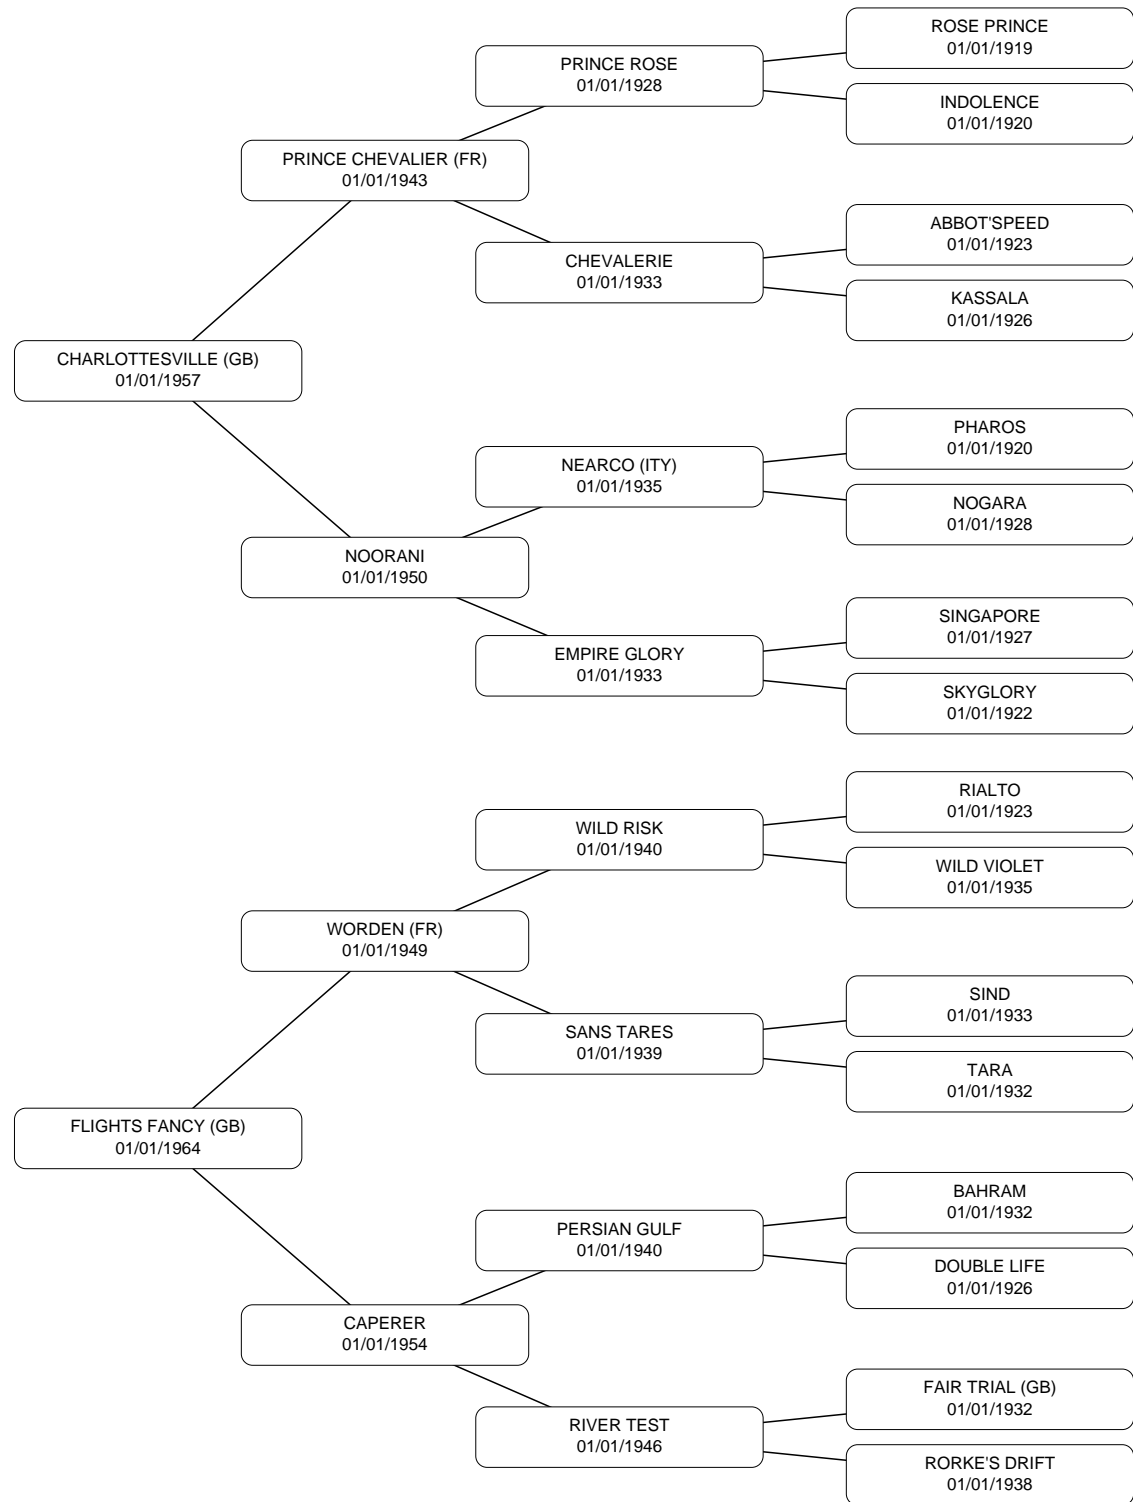 ROSE PRINCE
01/01/1919
PRINCE ROSE
01/01/1928
INDOLENCE
01/01/1920
PRINCE CHEVALIER (FR)
01/01/1943
ABBOT'SPEED
01/01/1923
CHEVALERIE
01/01/1933
KASSALA
01/01/1926
CHARLOTTESVILLE (GB)
01/01/1957
PHAROS
01/01/1920
NEARCO (ITY)
01/01/1935
NOGARA
01/01/1928
NOORANI
01/01/1950
SINGAPORE
01/01/1927
EMPIRE GLORY
01/01/1933
SKYGLORY
01/01/1922
RIALTO
01/01/1923
WILD RISK
01/01/1940
WILD VIOLET
01/01/1935
WORDEN (FR)
01/01/1949
SIND
01/01/1933
SANS TARES
01/01/1939
TARA
01/01/1932
FLIGHTS FANCY (GB)
01/01/1964
BAHRAM
01/01/1932
PERSIAN GULF
01/01/1940
DOUBLE LIFE
01/01/1926
CAPERER
01/01/1954
FAIR TRIAL (GB)
01/01/1932
RIVER TEST
01/01/1946
RORKE'S DRIFT
01/01/1938